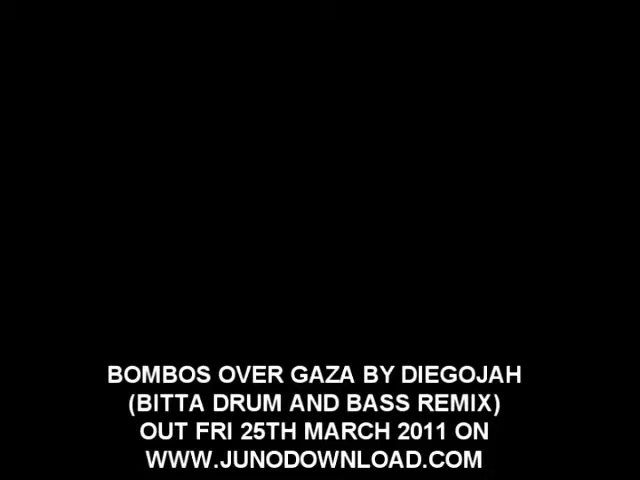 BOMBOS OVER GAZA BY DIEGOJAH
(BITTA DRUM AND BASS REMIX)
OUT FRI 25TH MARCH 2011 ON
WWW.JUNODOWNLOAD.COM